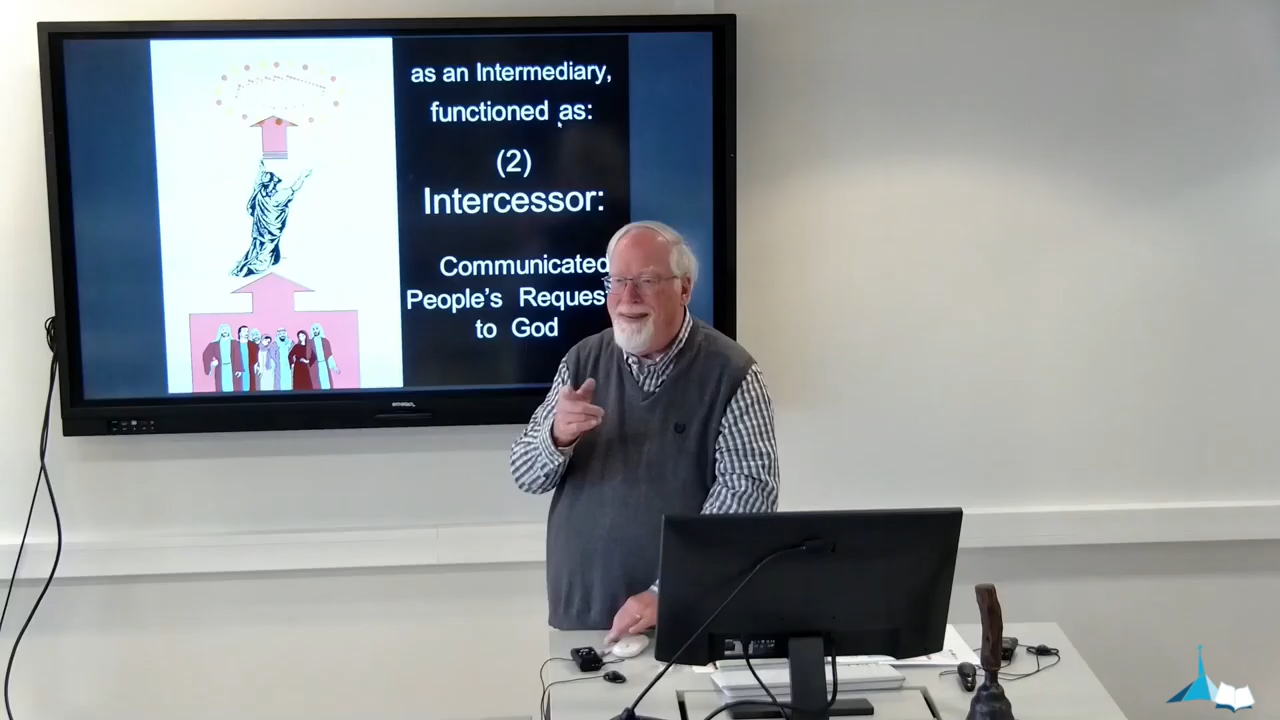 as an Intermediary,
functioned as:
(2)
Intercessor:
Communicated
People's Reques
to God